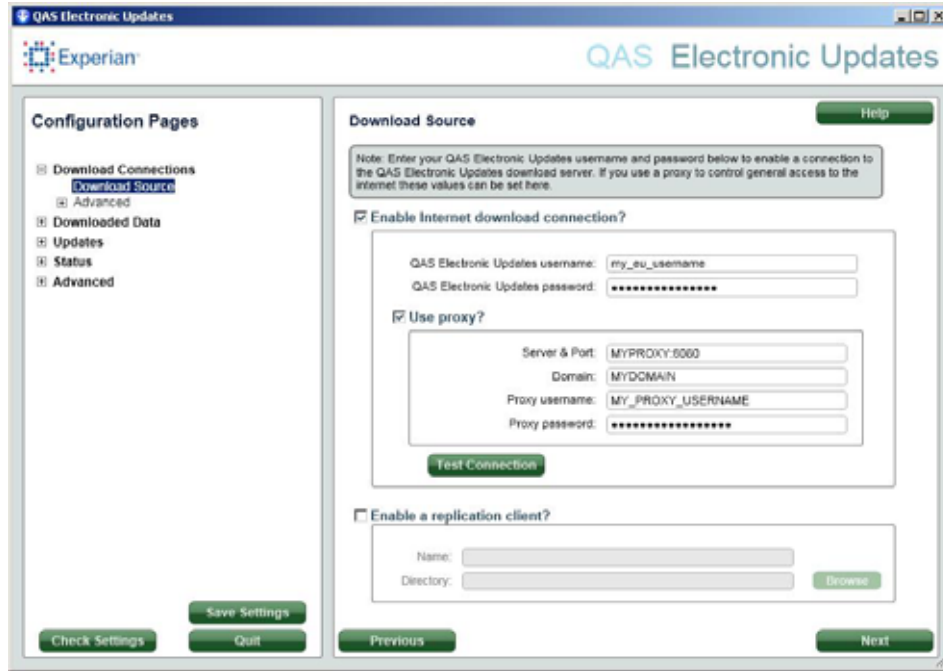 QAS Electronic Updates
Experian
QAS Electronic Updates
Configuration Pages
Download Connections
Download Source
Advanced
Downloaded Data
Updates
Status
Advanced
Save Settings
Check Settings
Quit
Download Source
Help
Note: Enter your QAS Electronic Updates username and password below to enable a connection to
the QAS Electronic Updates download server. If you use a proxy to control general access to the
internet these values can be set here.
Enable Internet download connection?
QAS Electronic Updates username: my_eu_username
QAS Electronic Updates password: •••••••••••••••
Use proxy?
Server & Port: MYPROXY:6060
Domain: MYDOMAIN
Proxy username: MY_PROXY_USERNAME
Proxy password: •••••••••••••••••
Test Connection
Enable a replication client?
Name:
Directory:
Browse
Previous
Next